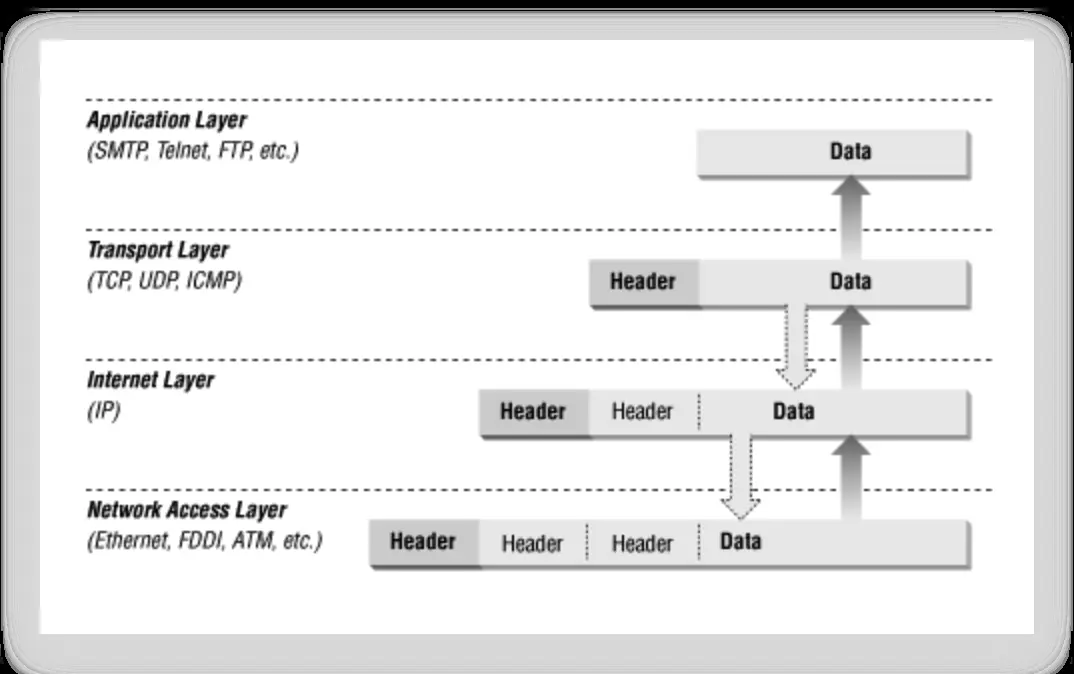 Application Layer
(SMTP, Telnet, FTP, etc.)
Data
Transport Layer
(TCP, UDP, ICMP)
Header Data
Internet Layer
(IP)
Header Header Data
Network Access Layer
(Ethernet, FDDI, ATM, etc.)
Header Header Header Data